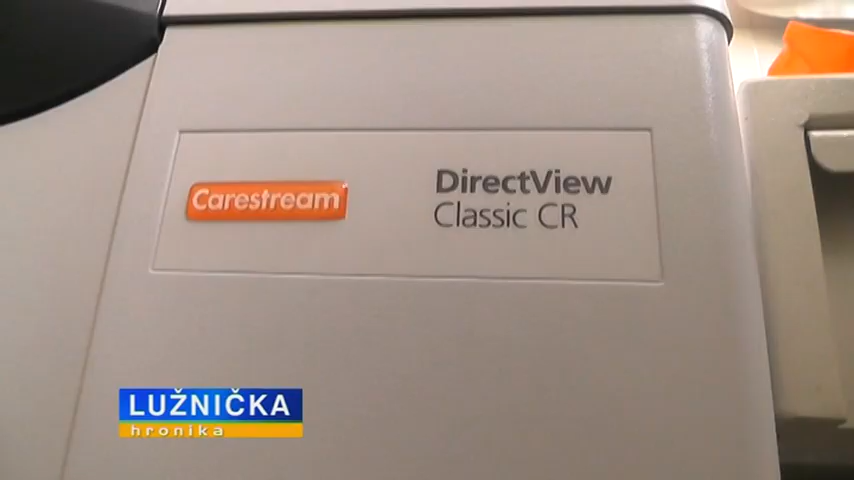 Carestream
DirectView
Classic CR
LUŽNIČKA
hronika